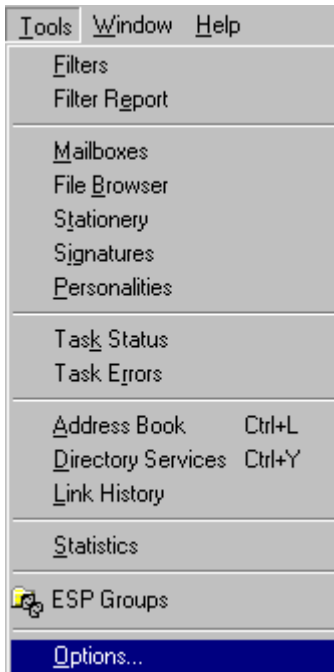 Tools Window Help
Filters
Filter Report
Mailboxes
File Browser
Stationery
Signatures
Personalities
Task Status
Task Errors
Address Book Ctrl+L
Directory Services Ctrl+Y
Link History
Statistics
ESP Groups
Options...